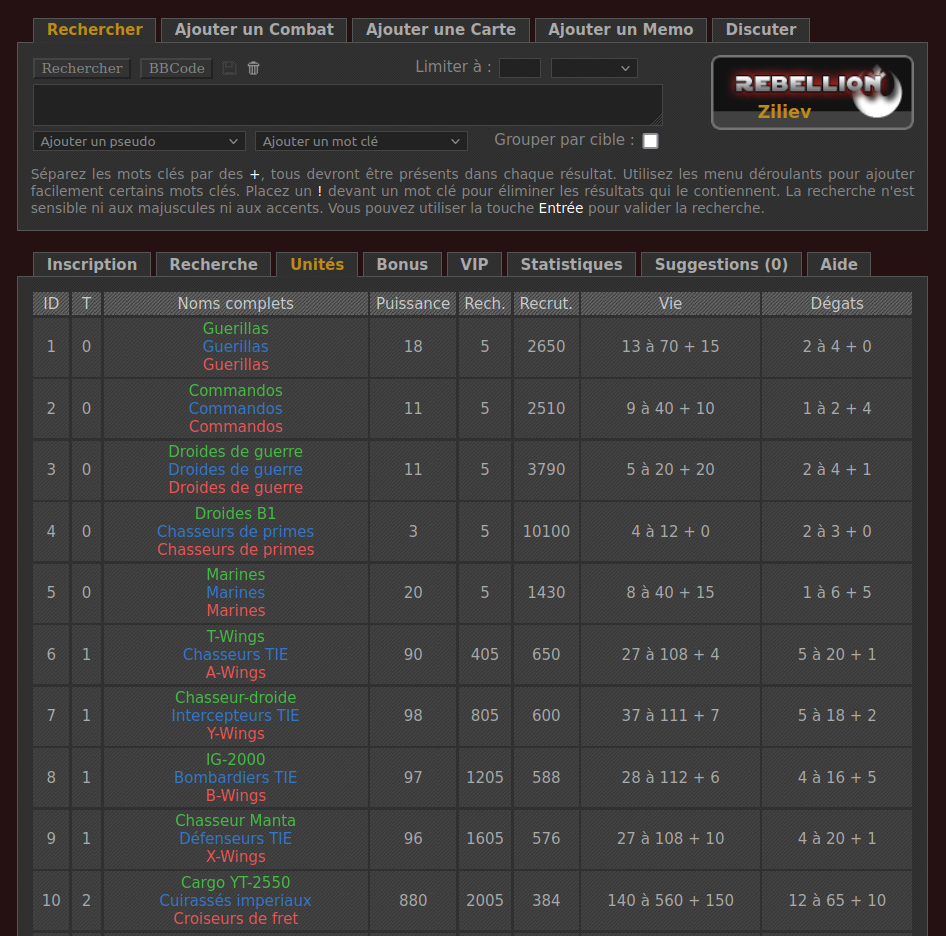 Rechercher Ajouter un Combat Ajouter une Carte Ajouter un Memo Discuter
Rechercher BBCode Limiter à :
REBELLION
Ziliev
Ajouter un pseudo Ajouter un mot clé Grouper par cible :
Séparez les mots clés par des +, tous devront être présents dans chaque résultat. Utilisez les menu déroulants pour ajouter
facilement certains mots clés. Placez un ! devant un mot clé pour éliminer les résultats qui le contiennent. La recherche n'est
sensible ni aux majuscules ni aux accents. Vous pouvez utiliser la touche Entrée pour valider la recherche.
Inscription Recherche Unités Bonus VIP Statistiques Suggestions (0) Aide
ID T Noms complets Puissance Rech. Recrut. Vie Dégats
Guerillas
1 0 Guerillas 18 5 2650 13 à 70 + 15 2 à 4 + 0
Guerillas
Commandos
2 0 Commandos 11 5 2510 9 à 40 + 10 1 à 2 + 4
Commandos
Droides de guerre
3 0 Droides de guerre 11 5 3790 5 à 20 + 20 2 à 4 + 1
Droides de guerre
Droides B1
4 0 Chasseurs de primes 3 5 10100 4 à 12 + 0 2 à 3 + 0
Chasseurs de primes
Marines
5 0 Marines 20 5 1430 8 à 40 + 15 1 à 6 + 5
Marines
T-Wings
6 1 Chasseurs TIE 90 405 650 27 à 108 + 4 5 à 20 + 1
A-Wings
Chasseur-droide
7 1 Intercepteurs TIE 98 805 600 37 à 111 + 7 5 à 18 + 2
Y-Wings
IG-2000
8 1 Bombardiers TIE 97 1205 588 28 à 112 + 6 4 à 16 + 5
B-Wings
Chasseur Manta
9 1 Défenseurs TIE 96 1605 576 27 à 108 + 10 4 à 20 + 1
X-Wings
Cargo YT-2550
10 2 Cuirassés imperiaux 880 2005 384 140 à 560 + 150 12 à 65 + 10
Croiseurs de fret